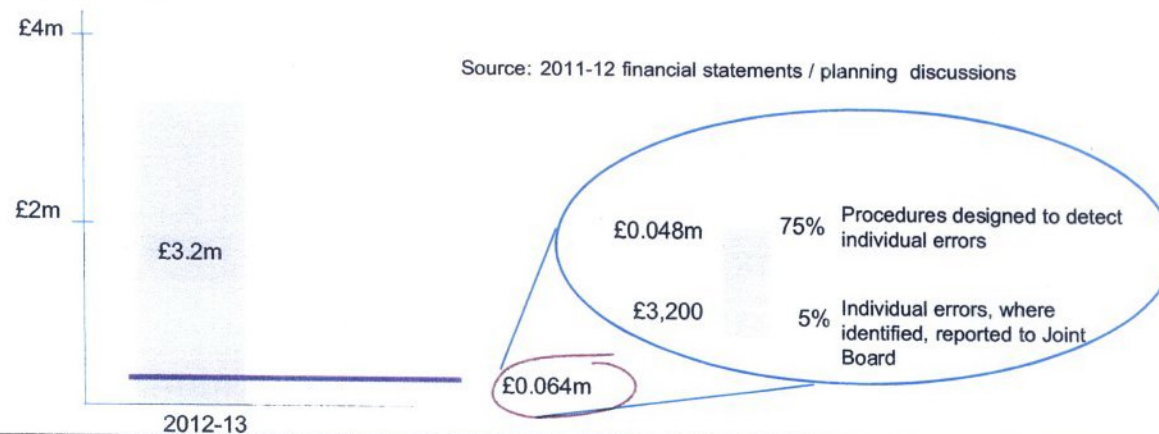 £4m
Source: 2011-12 financial statements / planning discussions
£2m
£3.2m
£0.048m 75% Procedures designed to detect
individual errors
£3,200 5% Individual errors, where
identified, reported to Joint
Board
£0.064m
2012-13